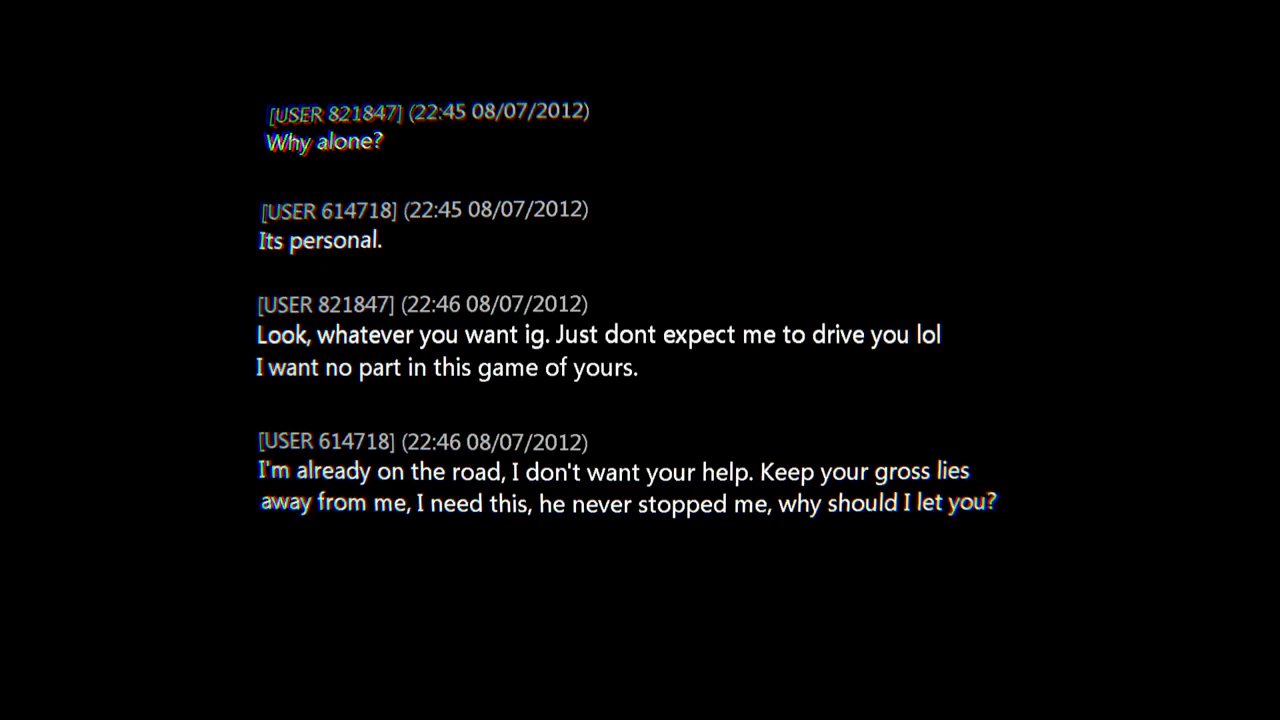 [USER 821847] (22:45 08/07/2012)
Why alone?
[USER 614718] (22:45 08/07/2012)
Its personal.
[USER 821847] (22:46 08/07/2012)
Look, whatever you want ig. Just dont expect me to drive you lol
I want no part in this game of yours.
[USER 614718] (22:46 08/07/2012)
I'm already on the road, I don't want your help. Keep your gross lies
away from me, I need this, he never stopped me, why should I let you?